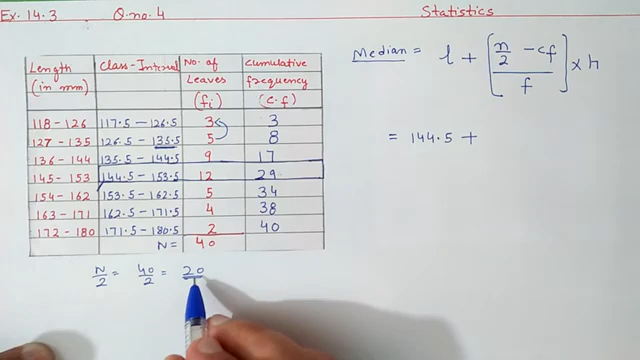 Ex. 14.3 Q.no. 4 Statistics
Length (in mm) Class-Interval No. of Leaves (fi) Cumulative frequency (c.f)
118-126 117.5-126.5 3 3
127-135 126.5-135.5 5 8
136-144 135.5-144.5 9 17
145-153 144.5-153.5 12 29
154-162 153.5-162.5 5 34
163-171 162.5-171.5 4 38
172-180 171.5-180.5 2 40
N = 40
N/2 = 40/2 = 20
Median = l + [n/2 - cf / f] × h
= 144.5 +